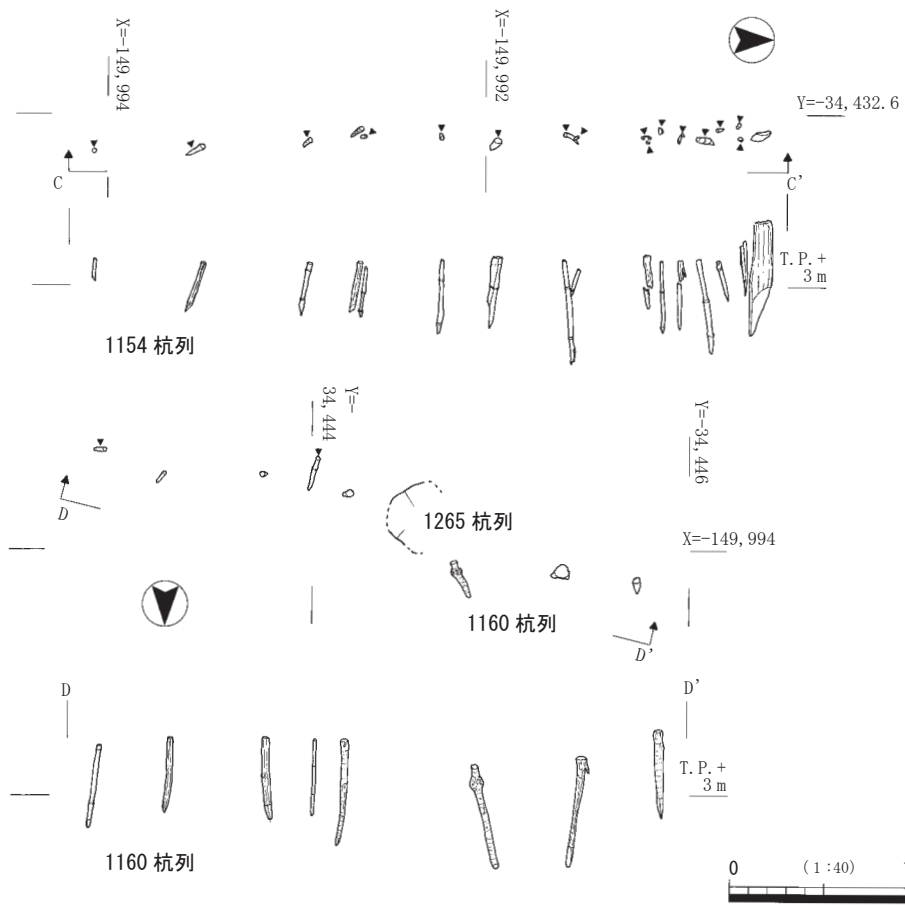 X=-149,994
X=-149,992
Y=-34,432.6
C
C'
T.P.+
3 m
1154 杭列
Y=-
34,444
Y=-34,446
D
1265 杭列
X=-149,994
1160 杭列
D'
D
D'
T.P.+
3 m
1160 杭列
0
(1:40)